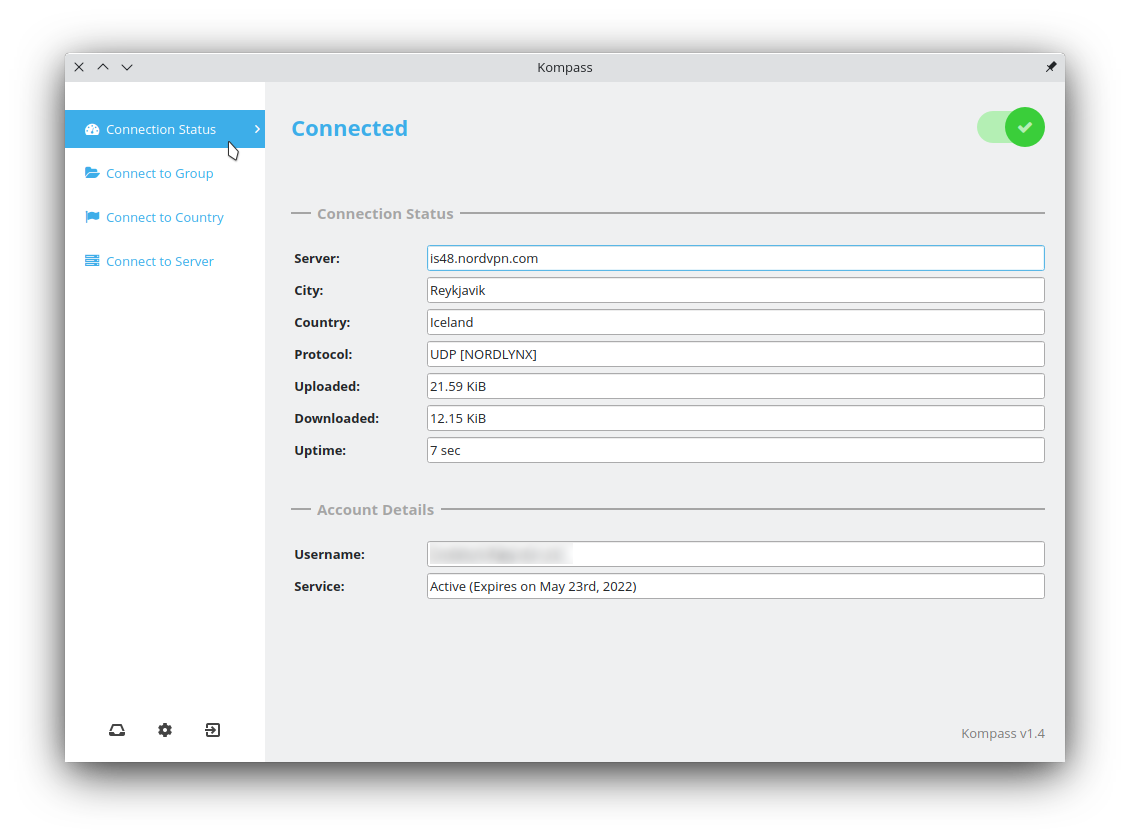 Kompass
Connection Status
Connect to Group
Connect to Country
Connect to Server
Connected
Connection Status
Server: is48.nordvpn.com
City: Reykjavik
Country: Iceland
Protocol: UDP [NORDLYNX]
Uploaded: 21.59 KiB
Downloaded: 12.15 KiB
Uptime: 7 sec
Account Details
Username:
Service: Active (Expires on May 23rd, 2022)
Kompass v1.4